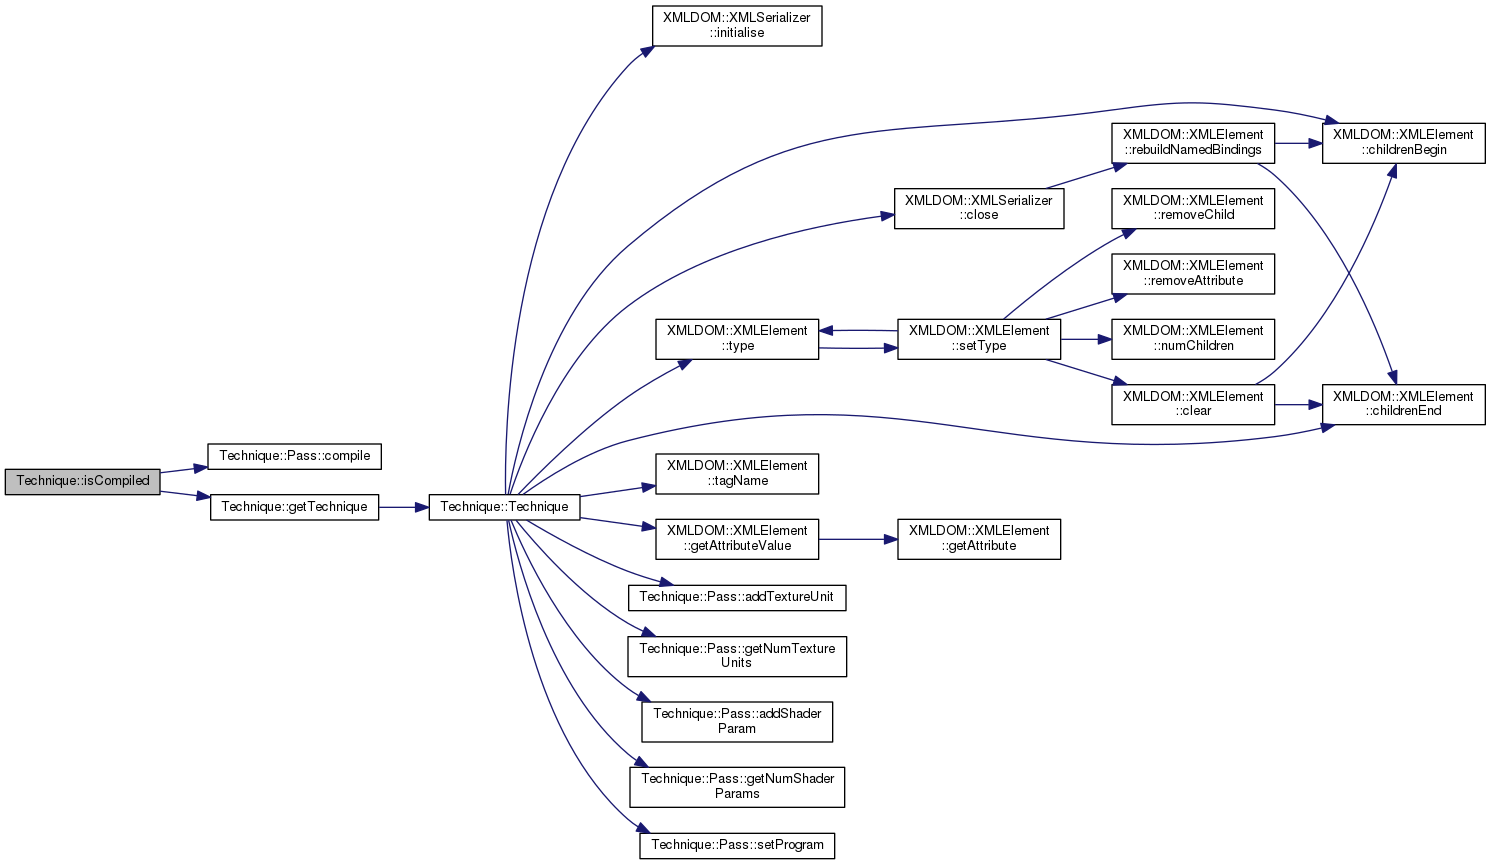 XMLDOM::XMLSerializer
::initialise
XMLDOM::XMLElement
::rebuildNamedBindings
XMLDOM::XMLElement
::childrenBegin
XMLDOM::XMLSerializer
::close
XMLDOM::XMLElement
::removeChild
XMLDOM::XMLElement
::removeAttribute
XMLDOM::XMLElement
::type
XMLDOM::XMLElement
::setType
XMLDOM::XMLElement
::numChildren
XMLDOM::XMLElement
::clear
XMLDOM::XMLElement
::childrenEnd
Technique::isCompiled
Technique::Pass::compile
Technique::getTechnique
Technique::Technique
XMLDOM::XMLElement
::tagName
XMLDOM::XMLElement
::getAttributeValue
XMLDOM::XMLElement
::getAttribute
Technique::Pass::addTextureUnit
Technique::Pass::getNumTexture
Units
Technique::Pass::addShader
Param
Technique::Pass::getNumShader
Params
Technique::Pass::setProgram